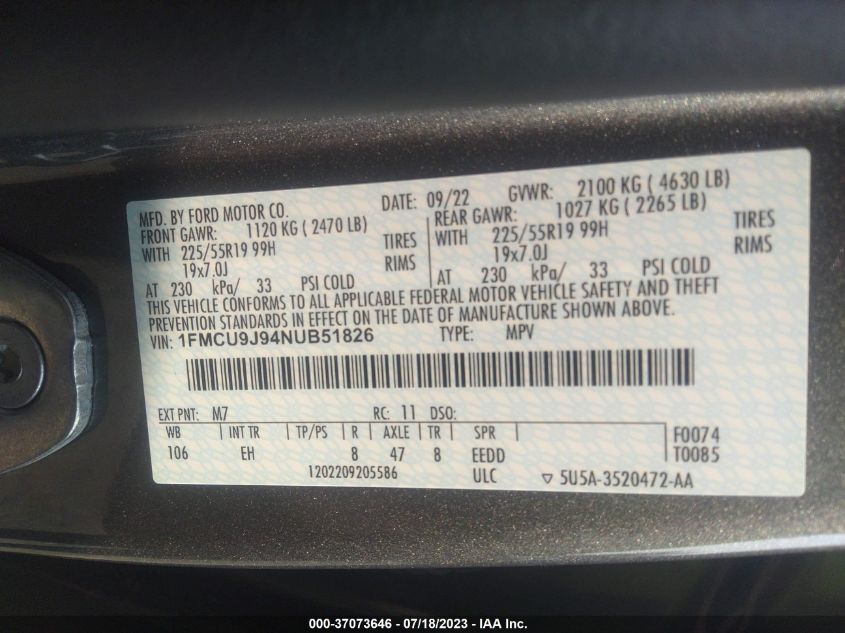 MFD. BY FORD MOTOR CO. DATE: 09/22 GVWR: 2100 KG ( 4630 LB)
FRONT GAWR: 1120 KG ( 2470 LB) REAR GAWR: 1027 KG ( 2265 LB)
WITH 225/55R19 99H TIRES WITH 225/55R19 99H TIRES
19x7.0J RIMS 19x7.0J RIMS
AT 230 kPa/ 33 PSI COLD AT 230 kPa/ 33 PSI COLD
THIS VEHICLE CONFORMS TO ALL APPLICABLE FEDERAL MOTOR VEHICLE SAFETY AND THEFT
PREVENTION STANDARDS IN EFFECT ON THE DATE OF MANUFACTURE SHOWN ABOVE.
VIN: 1FMCU9J94NUB51826 TYPE: MPV
EXT PNT: M7 RC: 11 DSO:
WB INT TR TP/PS R AXLE TR SPR F0074
106 EH 8 47 8 EEDD T0085
1202209205586 ULC ▽ 5U5A-3520472-AA
000-37073646 - 07/18/2023 - IAA Inc.